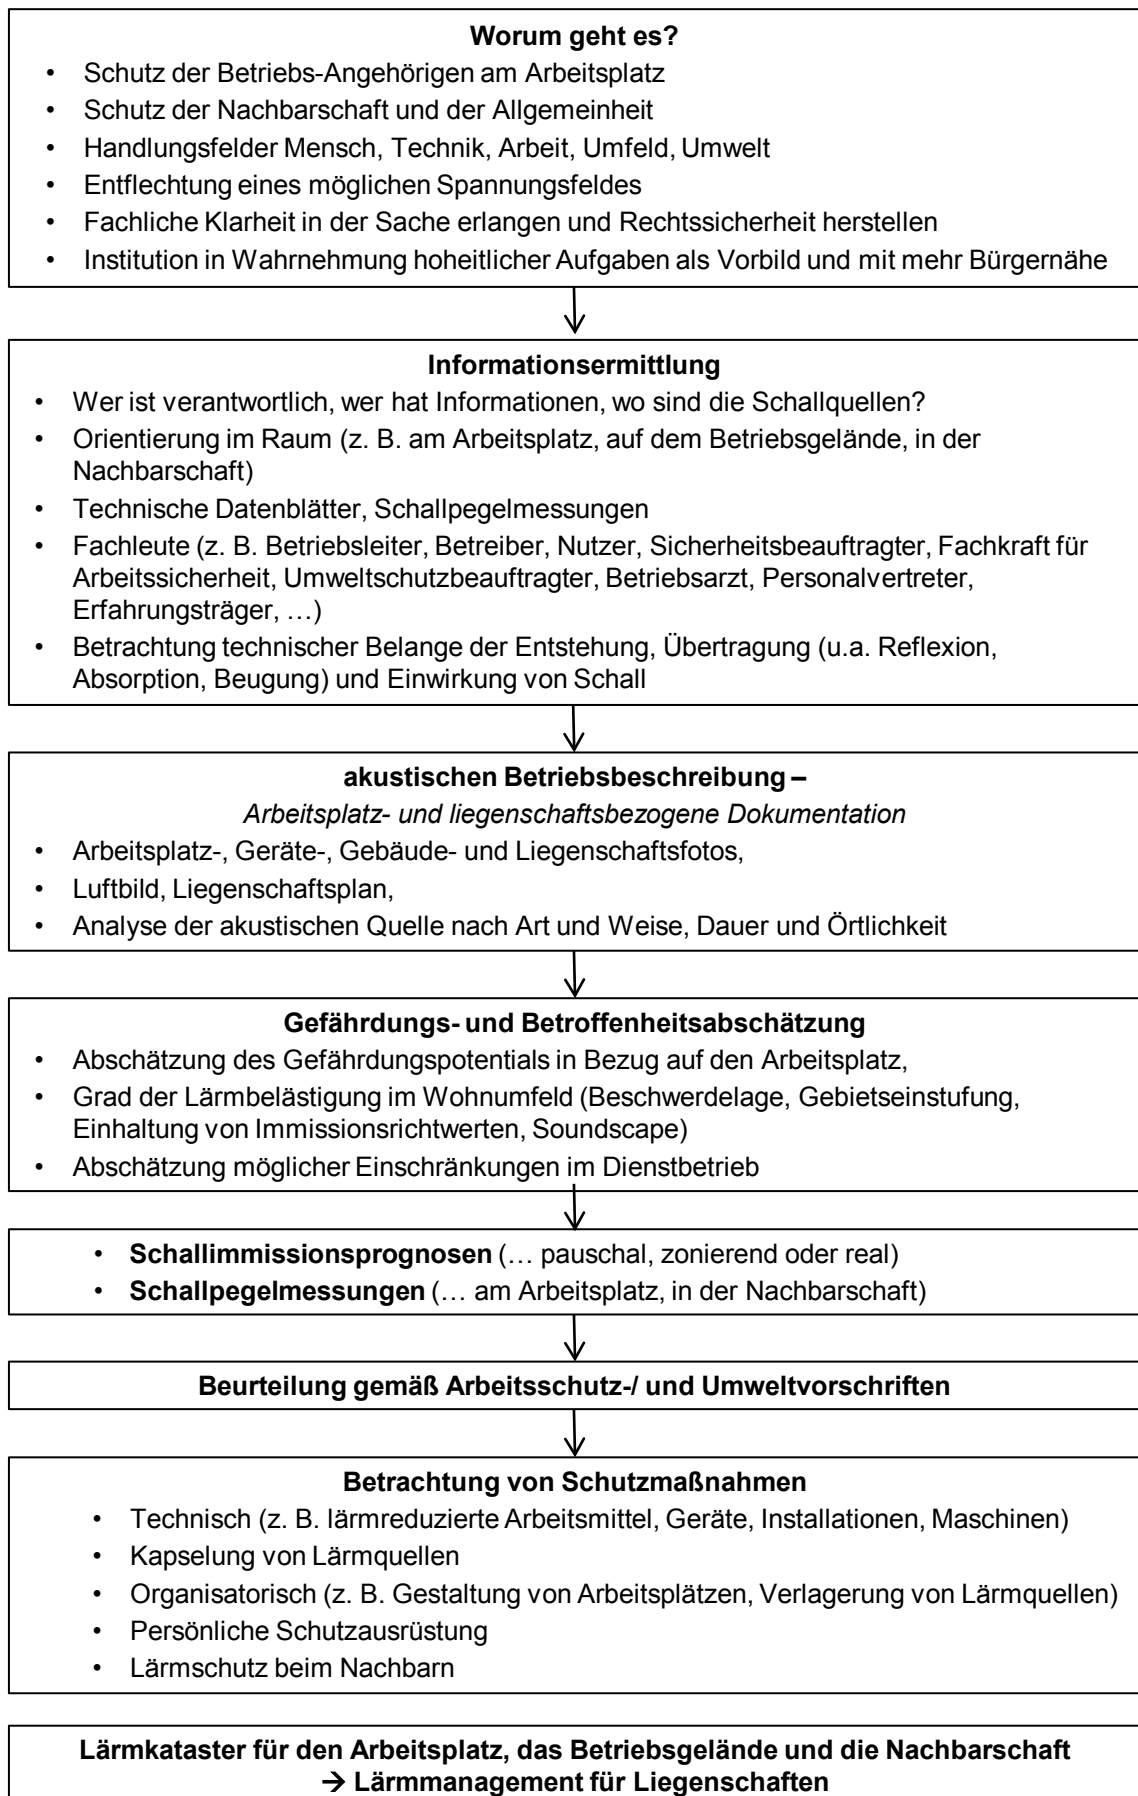 Worum geht es?
• Schutz der Betriebs-Angehörigen am Arbeitsplatz
• Schutz der Nachbarschaft und der Allgemeinheit
• Handlungsfelder Mensch, Technik, Arbeit, Umfeld, Umwelt
• Entflechtung eines möglichen Spannungsfeldes
• Fachliche Klarheit in der Sache erlangen und Rechtssicherheit herstellen
• Institution in Wahrnehmung hoheitlicher Aufgaben als Vorbild und mit mehr Bürgernähe
Informationsermittlung
• Wer ist verantwortlich, wer hat Informationen, wo sind die Schallquellen?
• Orientierung im Raum (z. B. am Arbeitsplatz, auf dem Betriebsgelände, in der
Nachbarschaft)
• Technische Datenblätter, Schallpegelmessungen
• Fachleute (z. B. Betriebsleiter, Betreiber, Nutzer, Sicherheitsbeauftragter, Fachkraft für
Arbeitssicherheit, Umweltschutzbeauftragter, Betriebsarzt, Personalvertreter,
Erfahrungsträger, …)
• Betrachtung technischer Belange der Entstehung, Übertragung (u.a. Reflexion,
Absorption, Beugung) und Einwirkung von Schall
akustischen Betriebsbeschreibung –
Arbeitsplatz- und liegenschaftsbezogene Dokumentation
• Arbeitsplatz-, Geräte-, Gebäude- und Liegenschaftsfotos,
• Luftbild, Liegenschaftsplan,
• Analyse der akustischen Quelle nach Art und Weise, Dauer und Örtlichkeit
Gefährdungs- und Betroffenheitsabschätzung
• Abschätzung des Gefährdungspotentials in Bezug auf den Arbeitsplatz,
• Grad der Lärmbelästigung im Wohnumfeld (Beschwerdelage, Gebietseinstufung,
Einhaltung von Immissionsrichtwerten, Soundscape)
• Abschätzung möglicher Einschränkungen im Dienstbetrieb
• Schallimmissionsprognosen (… pauschal, zonierend oder real)
• Schallpegelmessungen (… am Arbeitsplatz, in der Nachbarschaft)
Beurteilung gemäß Arbeitsschutz-/ und Umweltvorschriften
Betrachtung von Schutzmaßnahmen
• Technisch (z. B. lärmreduzierte Arbeitsmittel, Geräte, Installationen, Maschinen)
• Kapselung von Lärmquellen
• Organisatorisch (z. B. Gestaltung von Arbeitsplätzen, Verlagerung von Lärmquellen)
• Persönliche Schutzausrüstung
• Lärmschutz beim Nachbarn
Lärmkataster für den Arbeitsplatz, das Betriebsgelände und die Nachbarschaft
→ Lärmmanagement für Liegenschaften